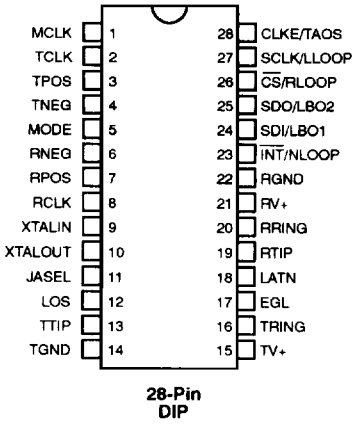 MCLK 1 28 CLKE/TAOS
TCLK 2 27 SCLK/LLOOP
TPOS 3 26 CS/RLOOP
TNEG 4 25 SDO/LBO2
MODE 5 24 SDI/LBO1
RNEG 6 23 INT/NLOOP
RPOS 7 22 RGND
RCLK 8 21 RV+
XTALIN 9 20 RRING
XTALOUT 10 19 RTIP
JASEL 11 18 LATN
LOS 12 17 EGL
TTIP 13 16 TRING
TGND 14 15 TV+
28-Pin
DIP